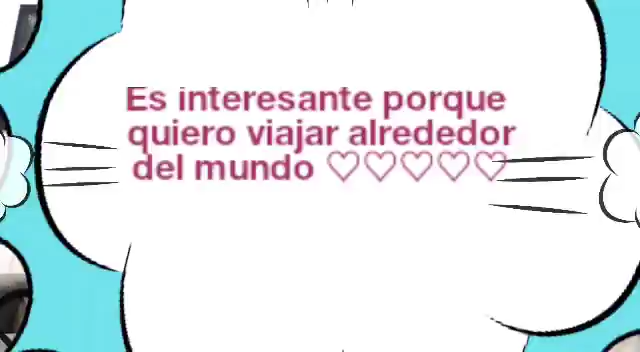 Es interesante porque
quiero viajar alrededor
del mundo ♡♡♡♡♡